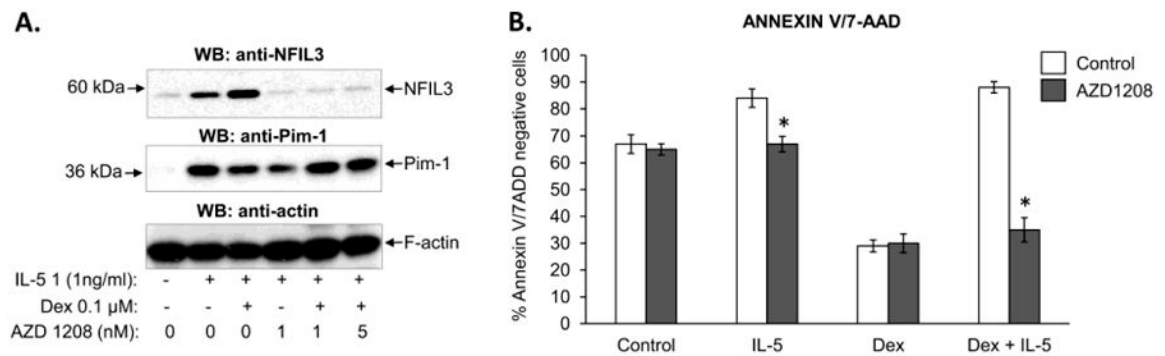 A.
WB: anti-NFIL3
60 kDa→ ←NFIL3
WB: anti-Pim-1
36 kDa→ ←Pim-1
WB: anti-actin
←F-actin
IL-5 1 (1ng/ml): - + + + + +
Dex 0.1 µM: - - + - + +
AZD 1208 (nM): 0 0 0 1 1 5
B.
ANNEXIN V/7-AAD
% Annexin V/7ADD negative cells
100
90
80
70
60
50
40
30
20
10
0
* *
Control IL-5 Dex Dex + IL-5
Control
AZD1208